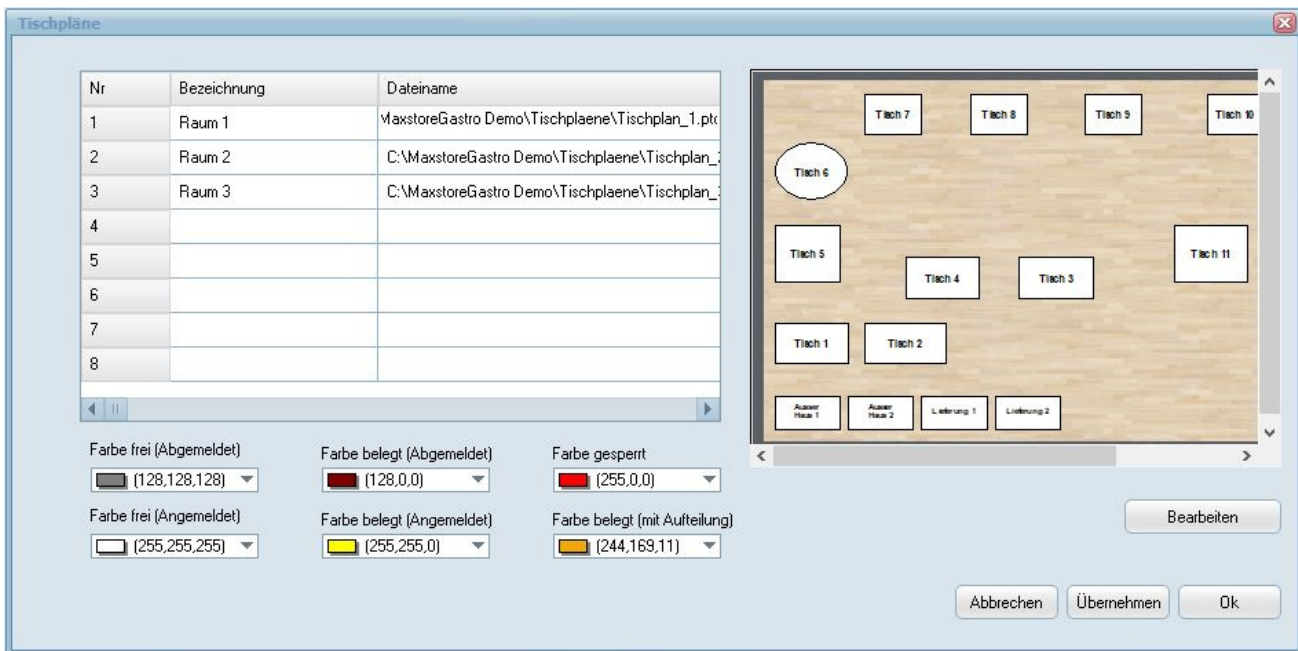 Tischpläne
Nr Bezeichnung Dateiname
1 Raum 1 MaxstoreGastro Demo\Tischplaene\Tischplan_1.ptc
2 Raum 2 C:\MaxstoreGastro Demo\Tischplaene\Tischplan_2
3 Raum 3 C:\MaxstoreGastro Demo\Tischplaene\Tischplan_3
4
5
6
7
8
Farbe frei (Abgemeldet) Farbe belegt (Abgemeldet) Farbe gesperrt
(128,128,128) (128,0,0) (255,0,0)
Farbe frei (Angemeldet) Farbe belegt (Angemeldet) Farbe belegt (mit Aufteilung)
(255,255,255) (255,255,0) (244,169,11)
Tisch 7 Tisch 8 Tisch 9 Tisch 10
Tisch 6
Tisch 5 Tisch 11
Tisch 4 Tisch 3
Tisch 1 Tisch 2
Ausser Haus 1 Ausser Haus 2 Lieferung 1 Lieferung 2
Bearbeiten
Abbrechen Übernehmen Ok